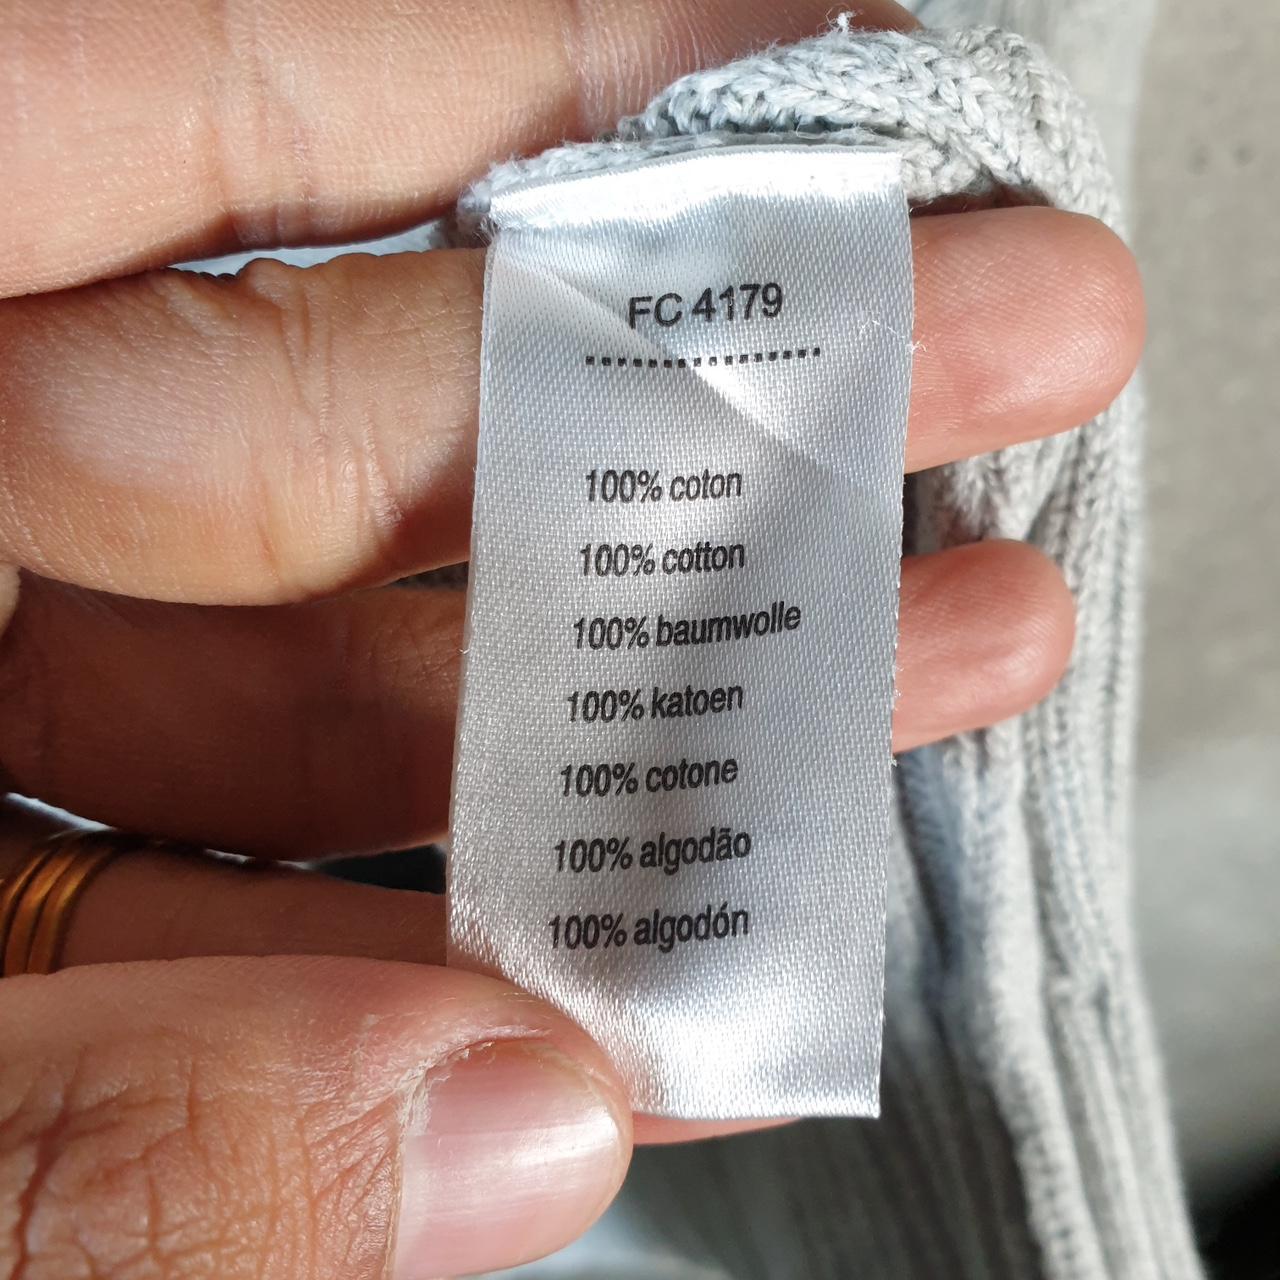 FC 4179
100% coton
100% cotton
100% baumwolle
100% katoen
100% cotone
100% algodão
100% algodón